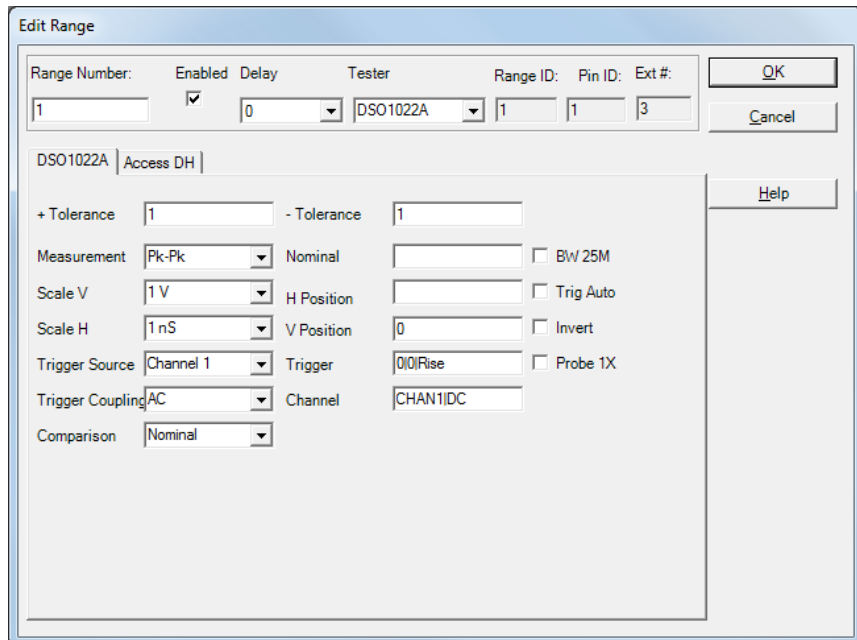 Edit Range
Range Number: Enabled Delay Tester Range ID: Pin ID: Ext #:
1 0 DSO1022A 1 1 3
OK
Cancel
Help
DSO1022A Access DH
+ Tolerance 1 - Tolerance 1
Measurement Pk-Pk Nominal BW 25M
Scale V 1 V H Position Trig Auto
Scale H 1 nS V Position 0 Invert
Trigger Source Channel 1 Trigger 0|0|Rise Probe 1X
Trigger Coupling AC Channel CHAN1|DC
Comparison Nominal